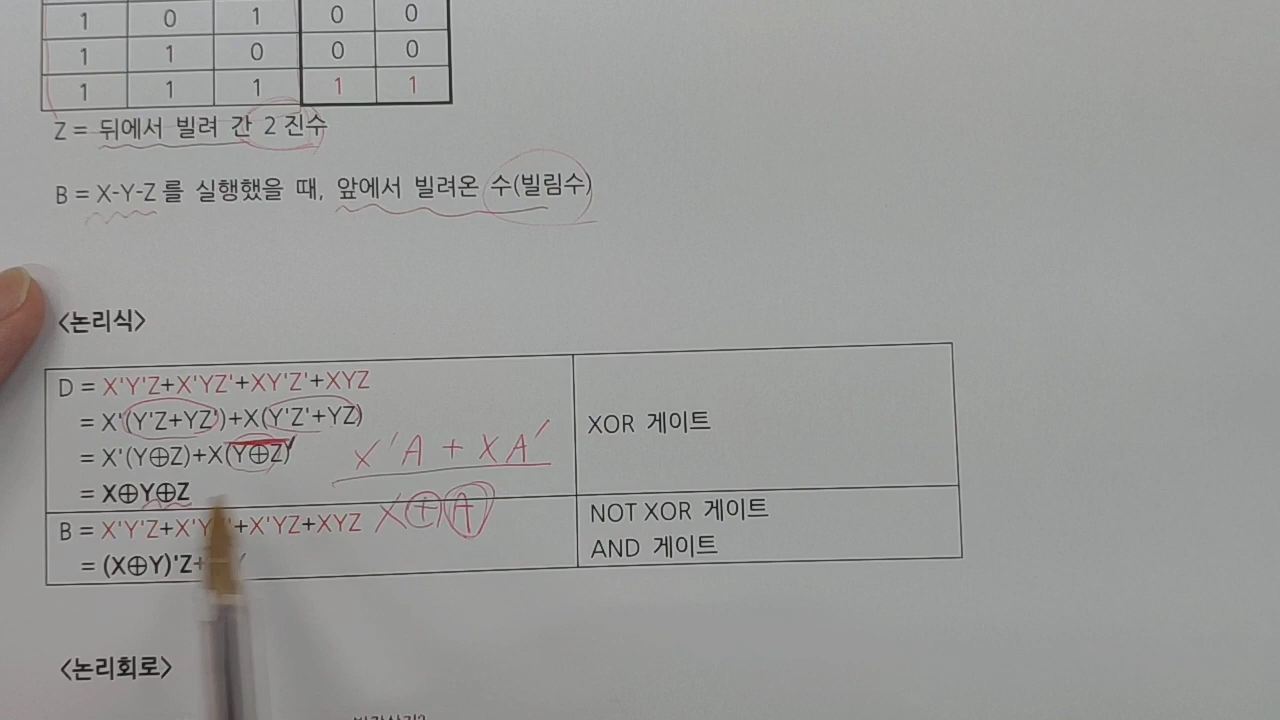 1 0 1 0 0
1 1 0 0 0
1 1 1 1 1
Z = 뒤에서 빌려 간 2 진수
B = X-Y-Z 를 실행했을 때, 앞에서 빌려온 수(빌림수)
<논리식>
D = X'Y'Z+X'YZ'+XY'Z'+XYZ
= X'(Y'Z+YZ')+X(Y'Z'+YZ)
= X'(Y⊕Z)+X(Y⊕Z)'
X'A + XA'
= X⊕Y⊕Z
XOR 게이트
B = X'Y'Z+X'Y +X'YZ+XYZ
X⊕A
= (X⊕Y)'Z+
NOT XOR 게이트
AND 게이트
<논리회로>